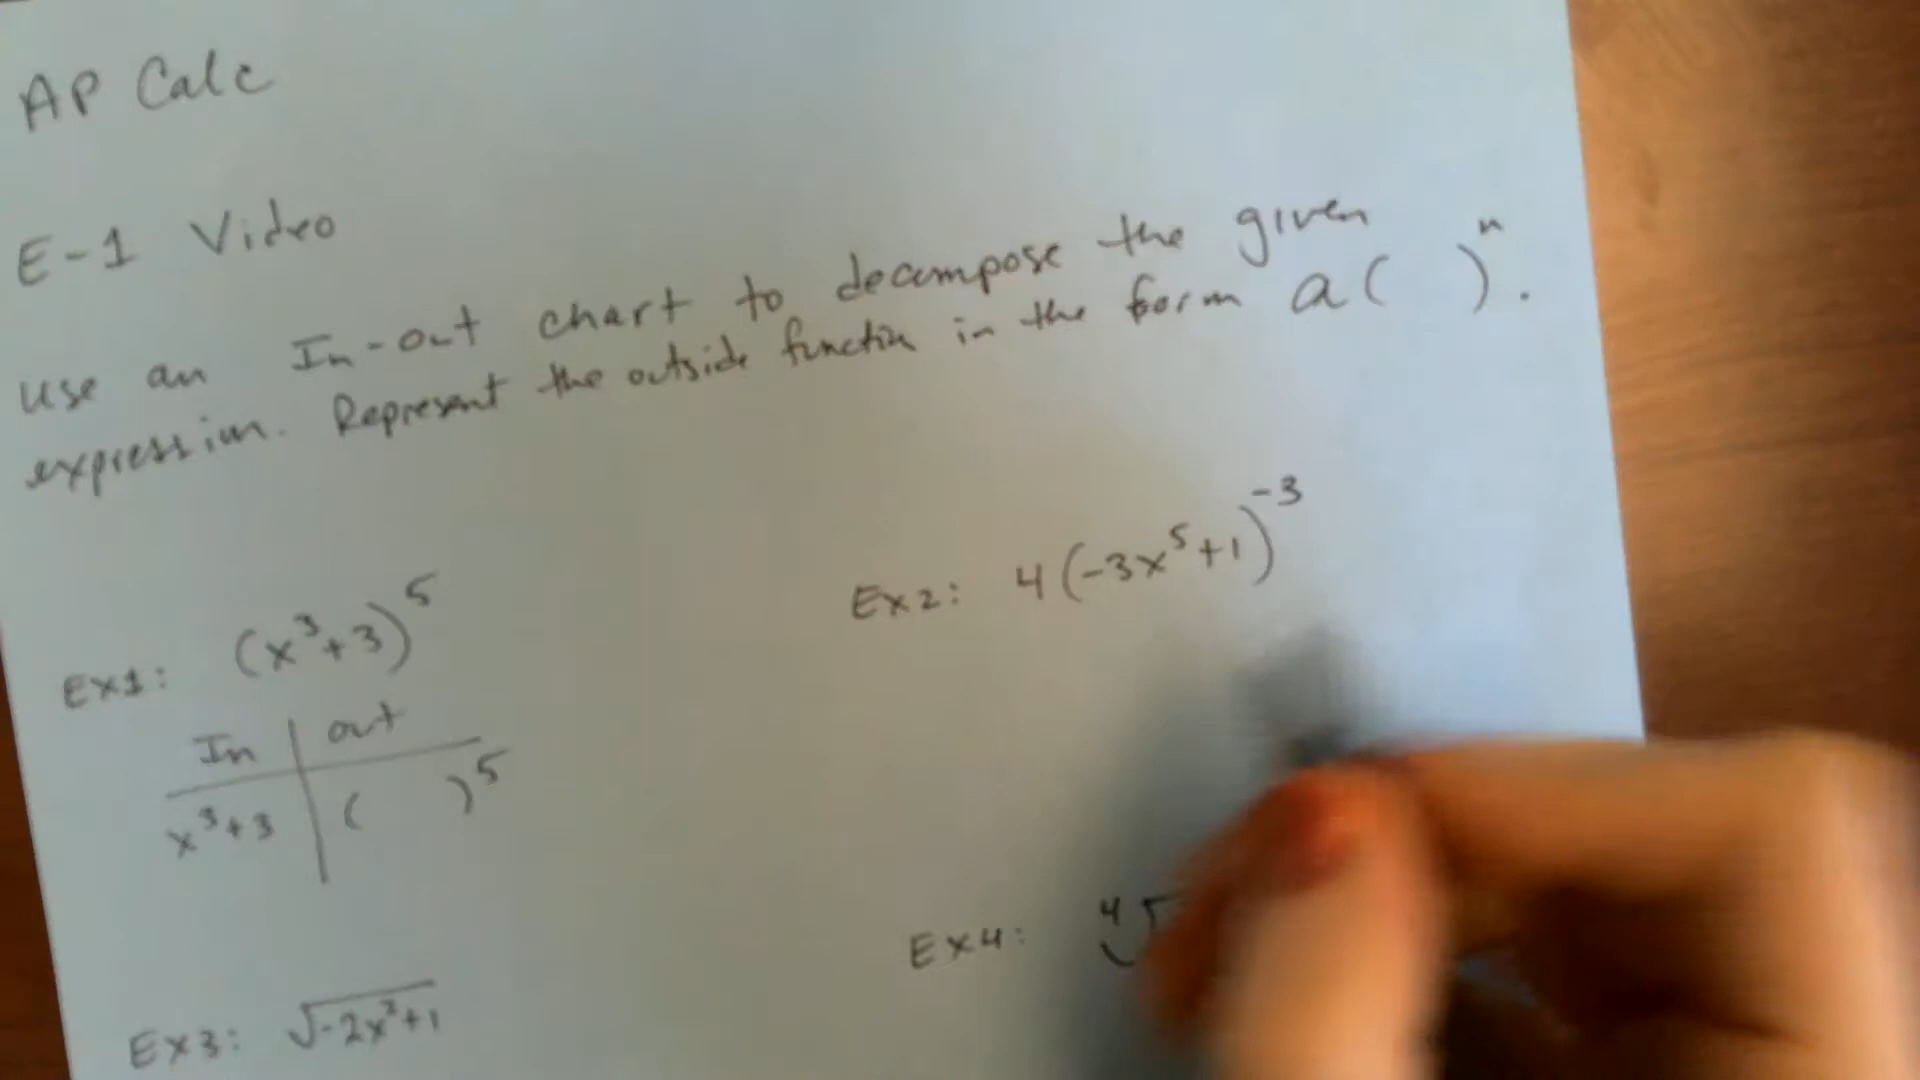 AP Calc
E-1 Video
Use an In-out chart to decompose the given
expression. Represent the outside function in the form a( )ⁿ.
Ex1: (x³+3)⁵
Ex2: 4(-3x⁵+1)⁻³
In | out
x³+3 | ( )⁵
Ex4: ⁴√
Ex3: √-2x³+1